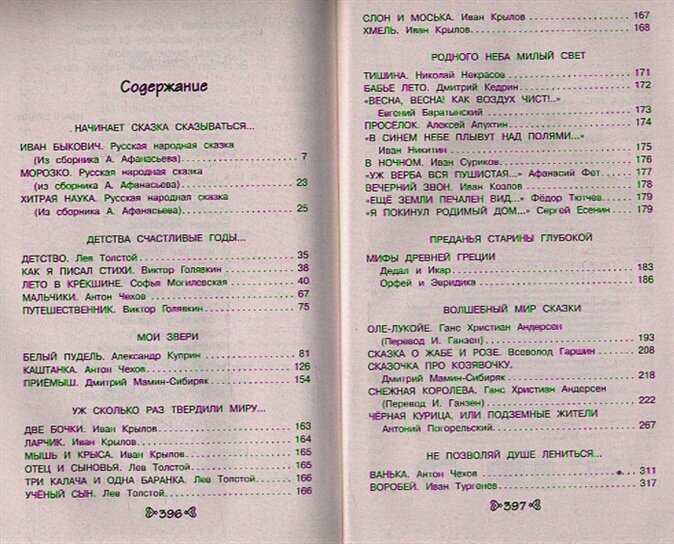 Содержание
НАЧИНАЕТ СКАЗКА СКАЗЫВАТЬСЯ...
ИВАН БЫКОВИЧ. Русская народная сказка
(Из сборника А. Афанасьева) 7
МОРОЗКО. Русская народная сказка
(Из сборника А. Афанасьева) 23
ХИТРАЯ НАУКА. Русская народная сказка
(Из сборника А. Афанасьева) 25
ДЕТСТВА СЧАСТЛИВЫЕ ГОДЫ...
ДЕТСТВО. Лев Толстой 35
КАК Я ПИСАЛ СТИХИ. Виктор Голявкин 38
ЛЕТО В КРЁКШИНЕ. Софья Могилевская 40
МАЛЬЧИКИ. Антон Чехов 67
ПУТЕШЕСТВЕННИК. Виктор Голявкин 75
МОИ ЗВЕРИ
БЕЛЫЙ ПУДЕЛЬ. Александр Куприн 81
КАШТАНКА. Антон Чехов 126
ПРИЁМЫШ. Дмитрий Мамин-Сибиряк 154
УЖ СКОЛЬКО РАЗ ТВЕРДИЛИ МИРУ...
ДВЕ БОЧКИ. Иван Крылов 163
ЛАРЧИК. Иван Крылов 164
МЫШЬ И КРЫСА. Иван Крылов 165
ОТЕЦ И СЫНОВЬЯ. Лев Толстой 165
ТРИ КАЛАЧА И ОДНА БАРАНКА. Лев Толстой 166
УЧЁНЫЙ СЫН. Лев Толстой 166
396
СЛОН И МОСЬКА. Иван Крылов 167
ХМЕЛЬ. Иван Крылов 168
РОДНОГО НЕБА МИЛЫЙ СВЕТ
ТИШИНА. Николай Некрасов 171
БАБЬЕ ЛЕТО. Дмитрий Кедрин 172
«ВЕСНА, ВЕСНА! КАК ВОЗДУХ ЧИСТ!..»
Евгений Баратынский 173
ПРОСЁЛОК. Алексей Апухтин 174
«В СИНЕМ НЕБЕ ПЛЫВУТ НАД ПОЛЯМИ...»
Иван Никитин 175
В НОЧНОМ. Иван Суриков 176
"УЖ ВЕРБА ВСЯ ПУШИСТАЯ..." Афанасий Фет 177
ВЕЧЕРНИЙ ЗВОН. Иван Козлов 178
«ЕЩЁ ЗЕМЛИ ПЕЧАЛЕН ВИД...» Фёдор Тютчев 179
«Я ПОКИНУЛ РОДИМЫЙ ДОМ...» Сергей Есенин 179
ПРЕДАНЬЯ СТАРИНЫ ГЛУБОКОЙ
МИФЫ ДРЕВНЕЙ ГРЕЦИИ
Дедал и Икар 183
Орфей и Эвридика 186
ВОЛШЕБНЫЙ МИР СКАЗКИ
ОЛЕ-ЛУКОЙЕ. Ганс Христиан Андерсен
(Перевод И. Ганзен) 193
СКАЗКА О ЖАБЕ И РОЗЕ. Всеволод Гаршин 208
СКАЗОЧКА ПРО КОЗЯВОЧКУ.
Дмитрий Мамин-Сибиряк 218
СНЕЖНАЯ КОРОЛЕВА. Ганс Христиан Андерсен
(Перевод И. Ганзен) 222
ЧЁРНАЯ КУРИЦА, ИЛИ ПОДЗЕМНЫЕ ЖИТЕЛИ
Антоний Погорельский 267
НЕ ПОЗВОЛЯЙ ДУШЕ ЛЕНИТЬСЯ...
ВАНЬКА. Антон Чехов 311
ВОРОБЕЙ. Иван Тургенев 317
397